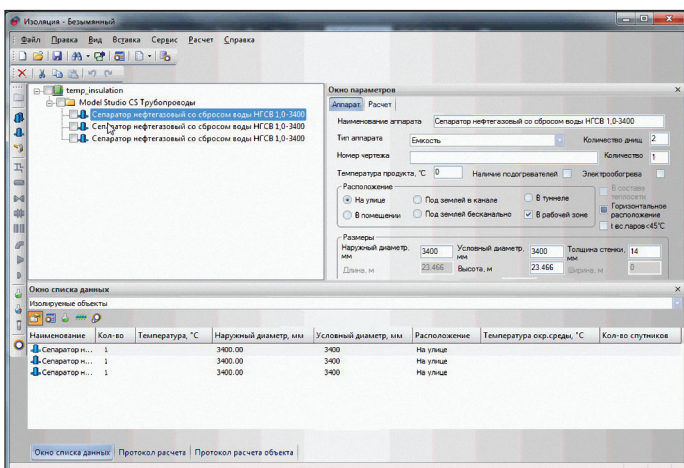 Изоляция - Безымянный
Файл Правка Вид Вставка Сервис Расчет Справка
temp_insulation
Model Studio CS Трубопроводы
Сепаратор нефтегазовый со сбросом воды НГСВ 1,0-3400
Сепаратор нефтегазовый со сбросом воды НГСВ 1,0-3400
Сепаратор нефтегазовый со сбросом воды НГСВ 1,0-3400
Окно параметров
Аппарат Расчет
Наименование аппарата Сепаратор нефтегазовый со сбросом воды НГСВ 1,0-3400
Тип аппарата Емкость Количество днищ 2
Номер чертежа Количество 1
Температура продукта, °C 0 Наличие подогревателей Электрообогрева
Расположение
На улице Под землей в канале В туннеле
В помещении Под землей бесканально В рабочей зоне
В составе теплосети
Горизонтальное расположение
t вс.паров<45°C
Размеры
Наружный диаметр, мм 3400 Условный диаметр, мм 3400 Толщина стенки, мм 14
Длина, м 23.466 Высота, м 23.466 Ширина, м 0
Окно списка данных
Изолируемые объекты
Наименование Кол-во Температура, °C Наружный диаметр, мм Условный диаметр, мм Расположение Температура окр.среды, °C Кол-во спутников
Сепаратор н... 1 3400.00 3400 На улице
Сепаратор н... 1 3400.00 3400 На улице
Сепаратор н... 1 3400.00 3400 На улице
Окно списка данных Протокол расчета Протокол расчета объекта